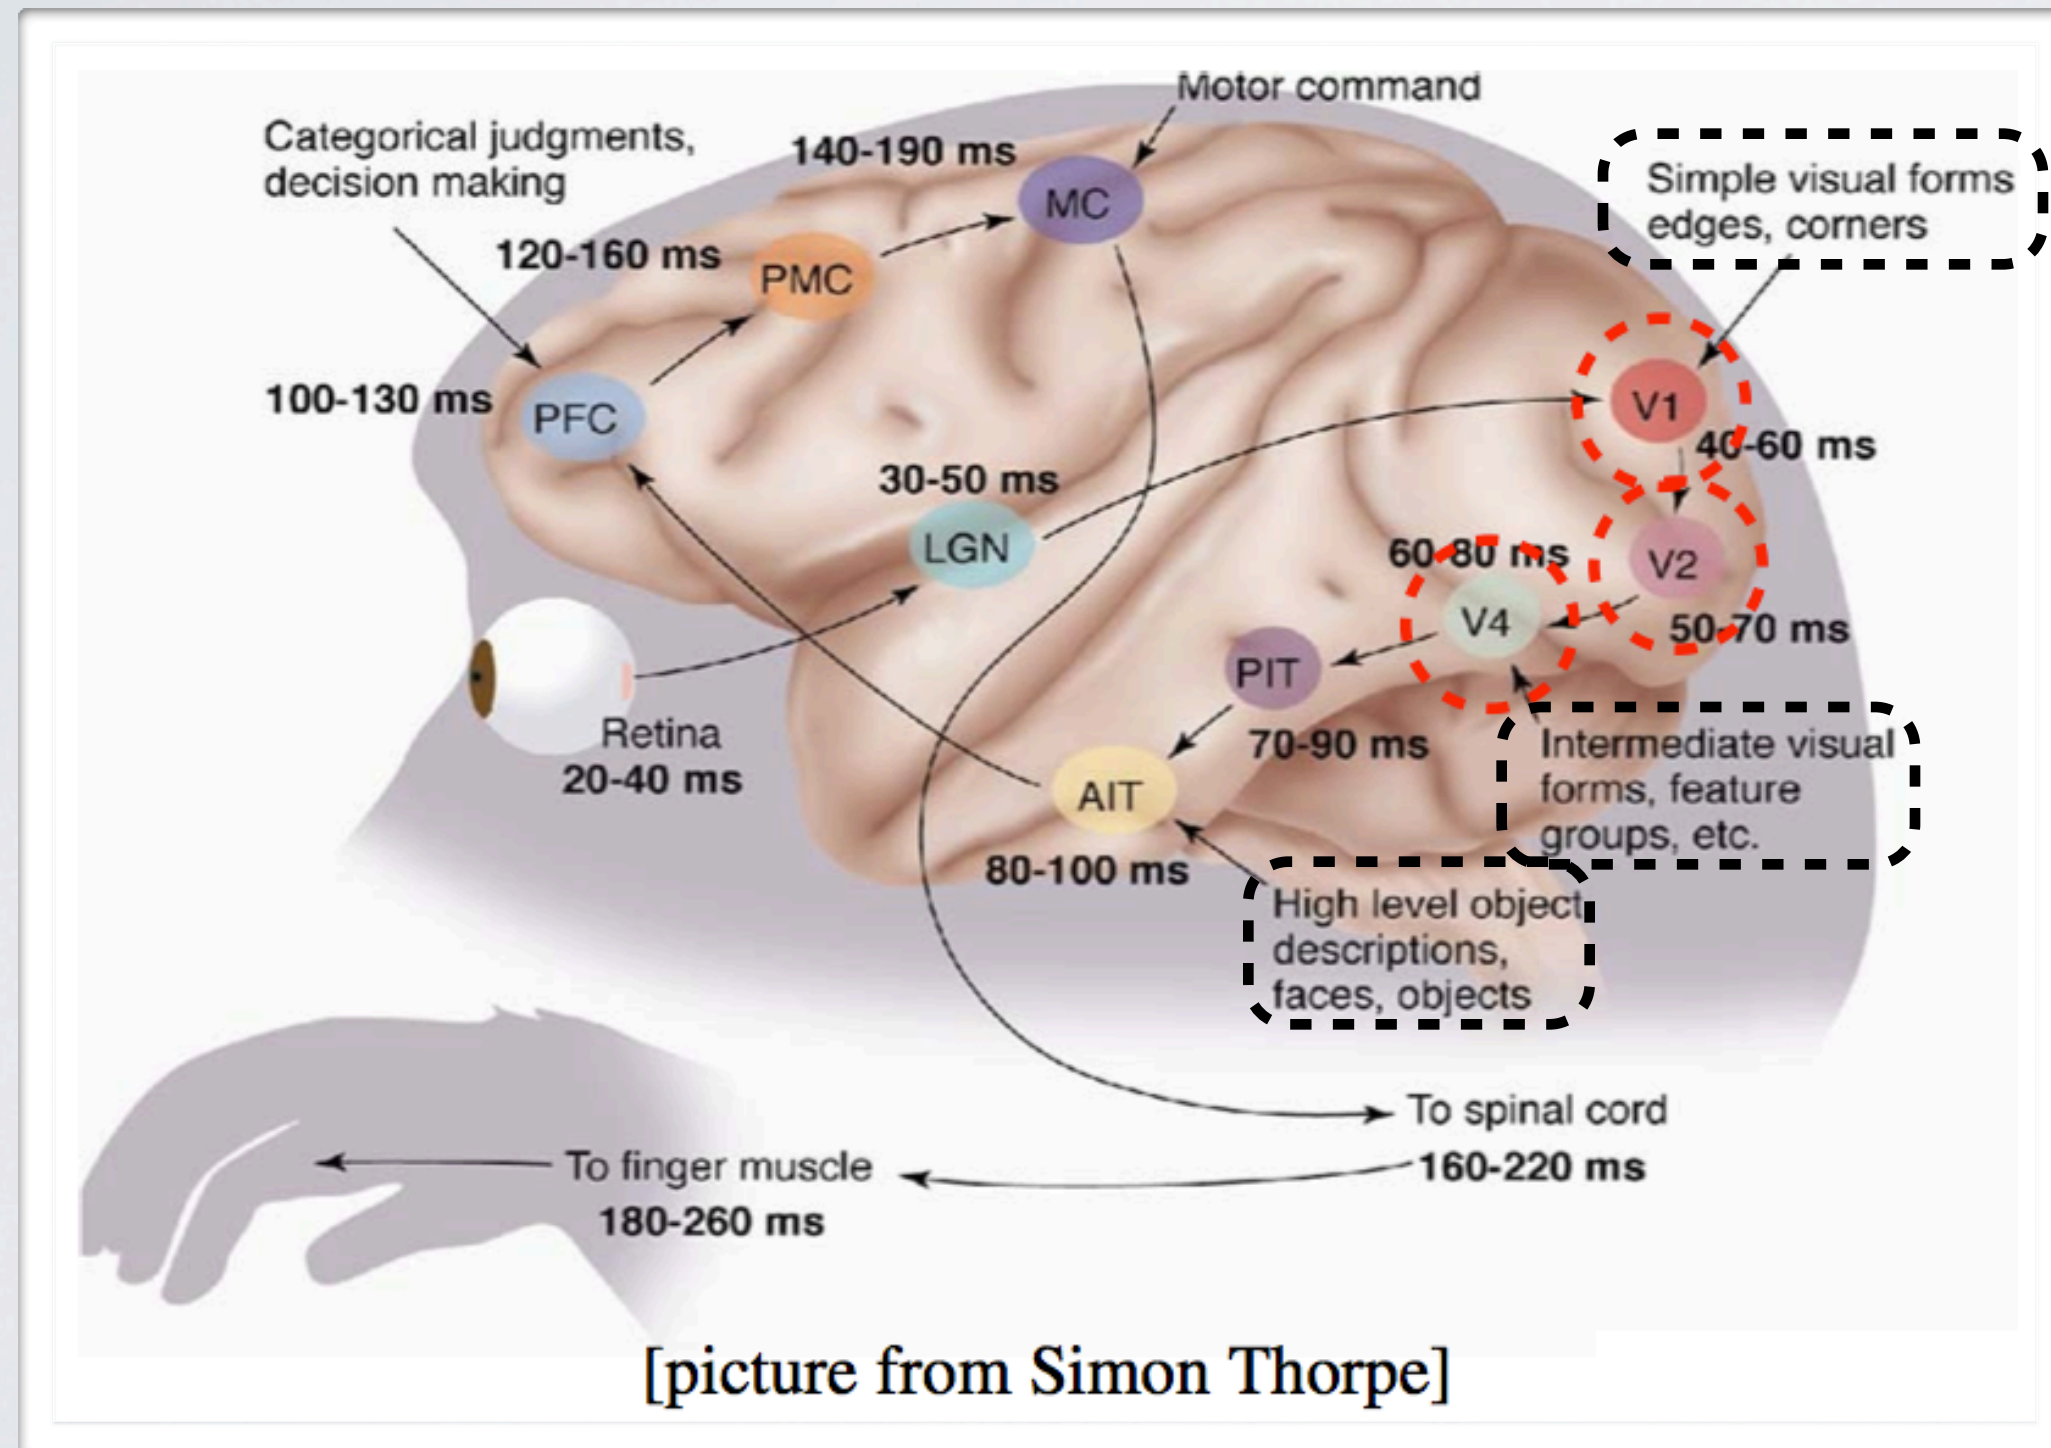 Motor command
Categorical judgments,
decision making
140-190 ms
MC
Simple visual forms
edges, corners
120-160 ms
PMC
100-130 ms
PFC
V1
40-60 ms
30-50 ms
LGN
60-80 ms
V2
V4
50-70 ms
PIT
Retina
20-40 ms
70-90 ms
Intermediate visual
forms, feature
groups, etc.
AIT
80-100 ms
High level object
descriptions,
faces, objects
To spinal cord
160-220 ms
To finger muscle
180-260 ms
[picture from Simon Thorpe]